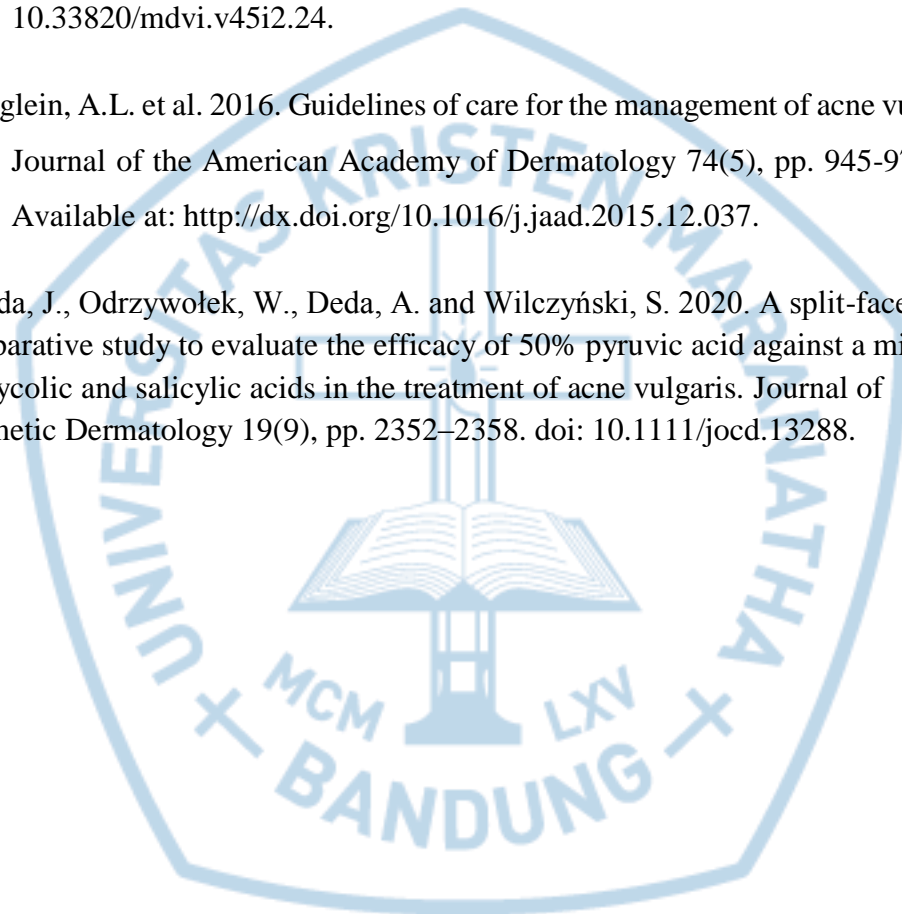 10.33820/mdvi.v45i2.24.
glein, A.L. et al. 2016. Guidelines of care for the management of acne vu
Journal of the American Academy of Dermatology 74(5), pp. 945-9
Available at: http://dx.doi.org/10.1016/j.jaad.2015.12.037.
da, J., Odrzywołek, W., Deda, A. and Wilczyński, S. 2020. A split-face
parative study to evaluate the efficacy of 50% pyruvic acid against a mi
ycolic and salicylic acids in the treatment of acne vulgaris. Journal of
netic Dermatology 19(9), pp. 2352–2358. doi: 10.1111/jocd.13288.
UNIVERSITAS KRISTEN MARANATHA
MCM LXV
BANDUNG